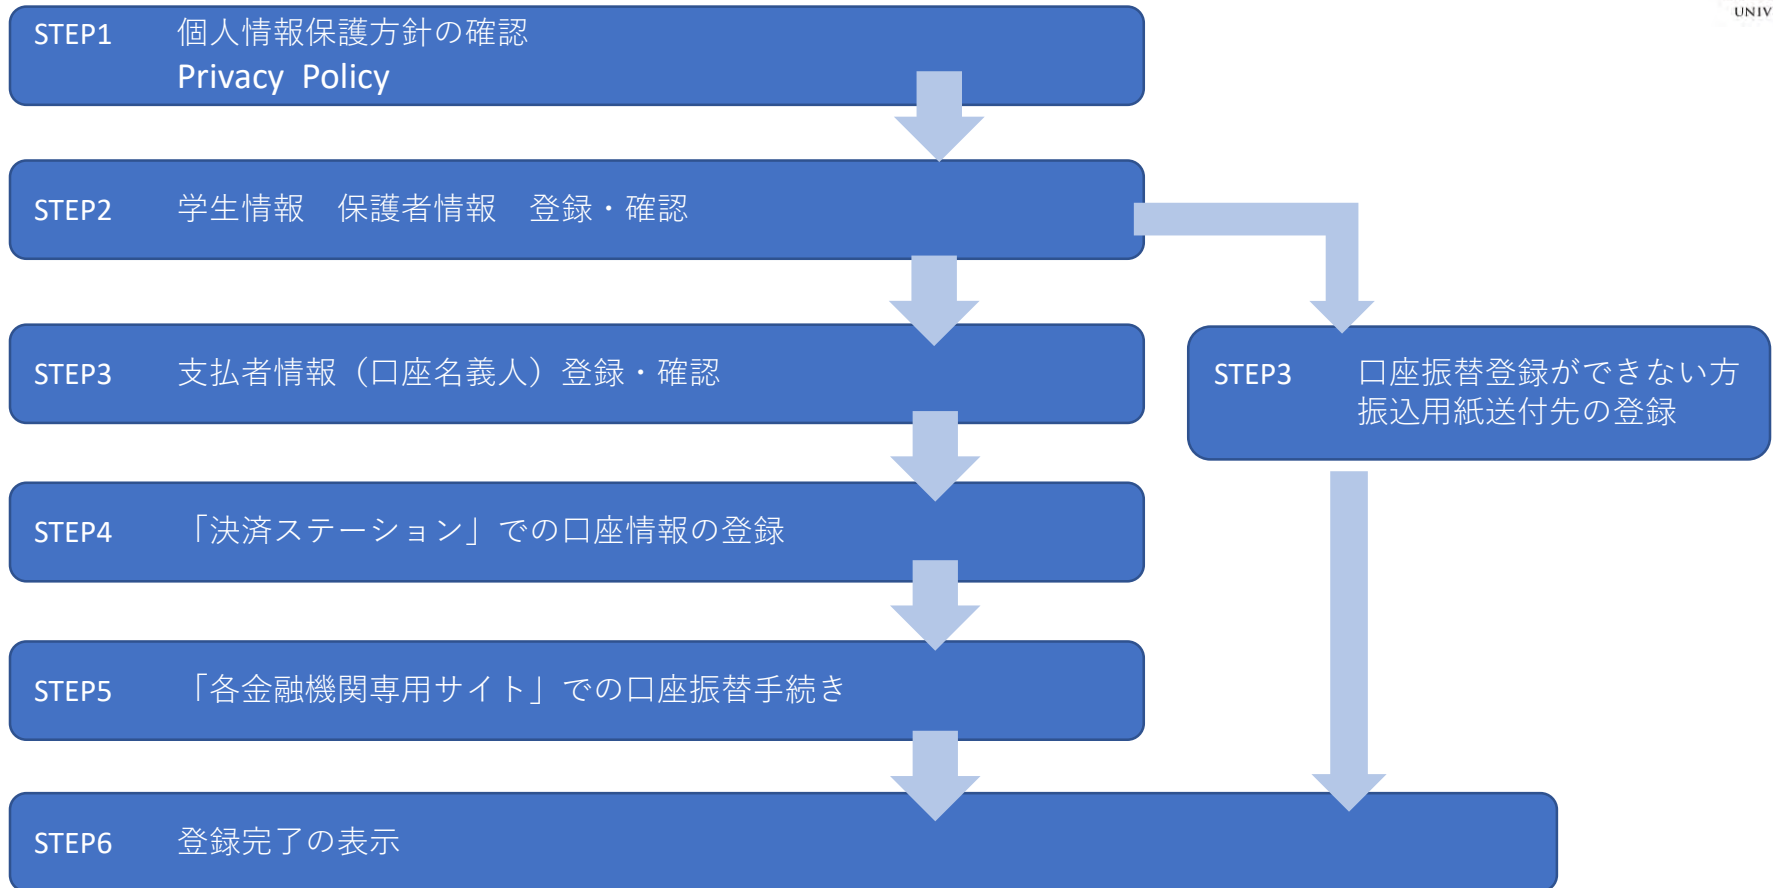 UNIV
STEP1 個人情報保護方針の確認
Privacy Policy
STEP2 学生情報 保護者情報 登録・確認
STEP3 支払者情報（口座名義人）登録・確認
STEP3 口座振替登録ができない方
振込用紙送付先の登録
STEP4 「決済ステーション」での口座情報の登録
STEP5 「各金融機関専用サイト」での口座振替手続き
STEP6 登録完了の表示